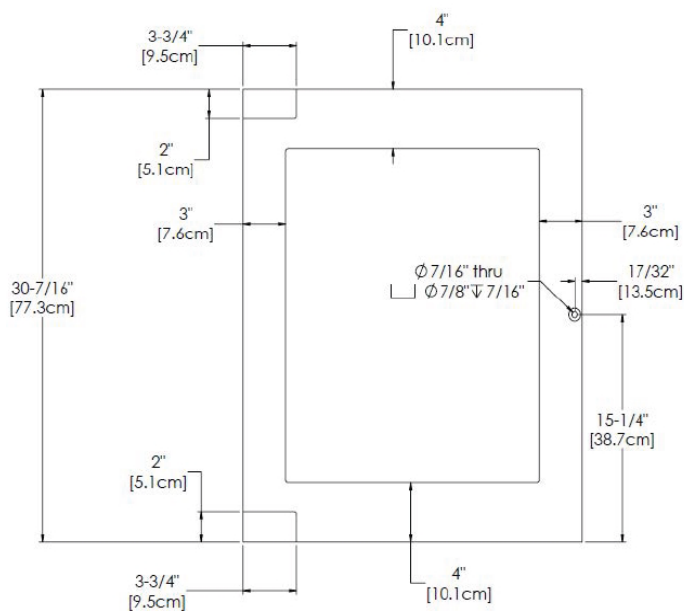 4"
[10.1cm]
3-3/4"
[9.5cm]
2"
[5.1cm]
3"
[7.6cm]
3"
[7.6cm]
Ø 7/16" thru
⌴ Ø 7/8" ↧ 7/16"
17/32"
[13.5cm]
30-7/16"
[77.3cm]
15-1/4"
[38.7cm]
2"
[5.1cm]
3-3/4"
[9.5cm]
4"
[10.1cm]